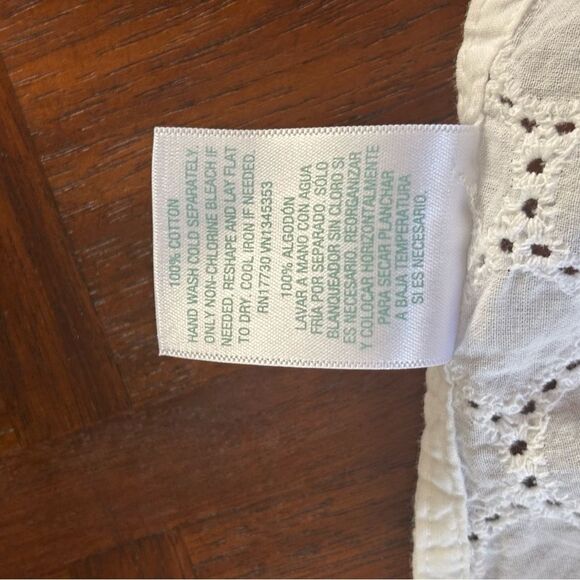 100% COTTON
HAND WASH COLD SEPARATELY.
ONLY NON-CHLORINE BLEACH IF
NEEDED. RESHAPE AND LAY FLAT
TO DRY. COOL IRON IF NEEDED.
RN17730 VN1345353
100% ALGODÓN
LAVAR A MANO CON AGUA
FRIA POR SEPARADO. SOLO
BLANQUEADOR SIN CLORO SI
ES NECESARIO. REORGANIZAR
Y COLOCAR HORIZONTALMENTE
PARA SECAR PLANCHAR
A BAJA TEMPERATURA
SI ES NECESARIO.